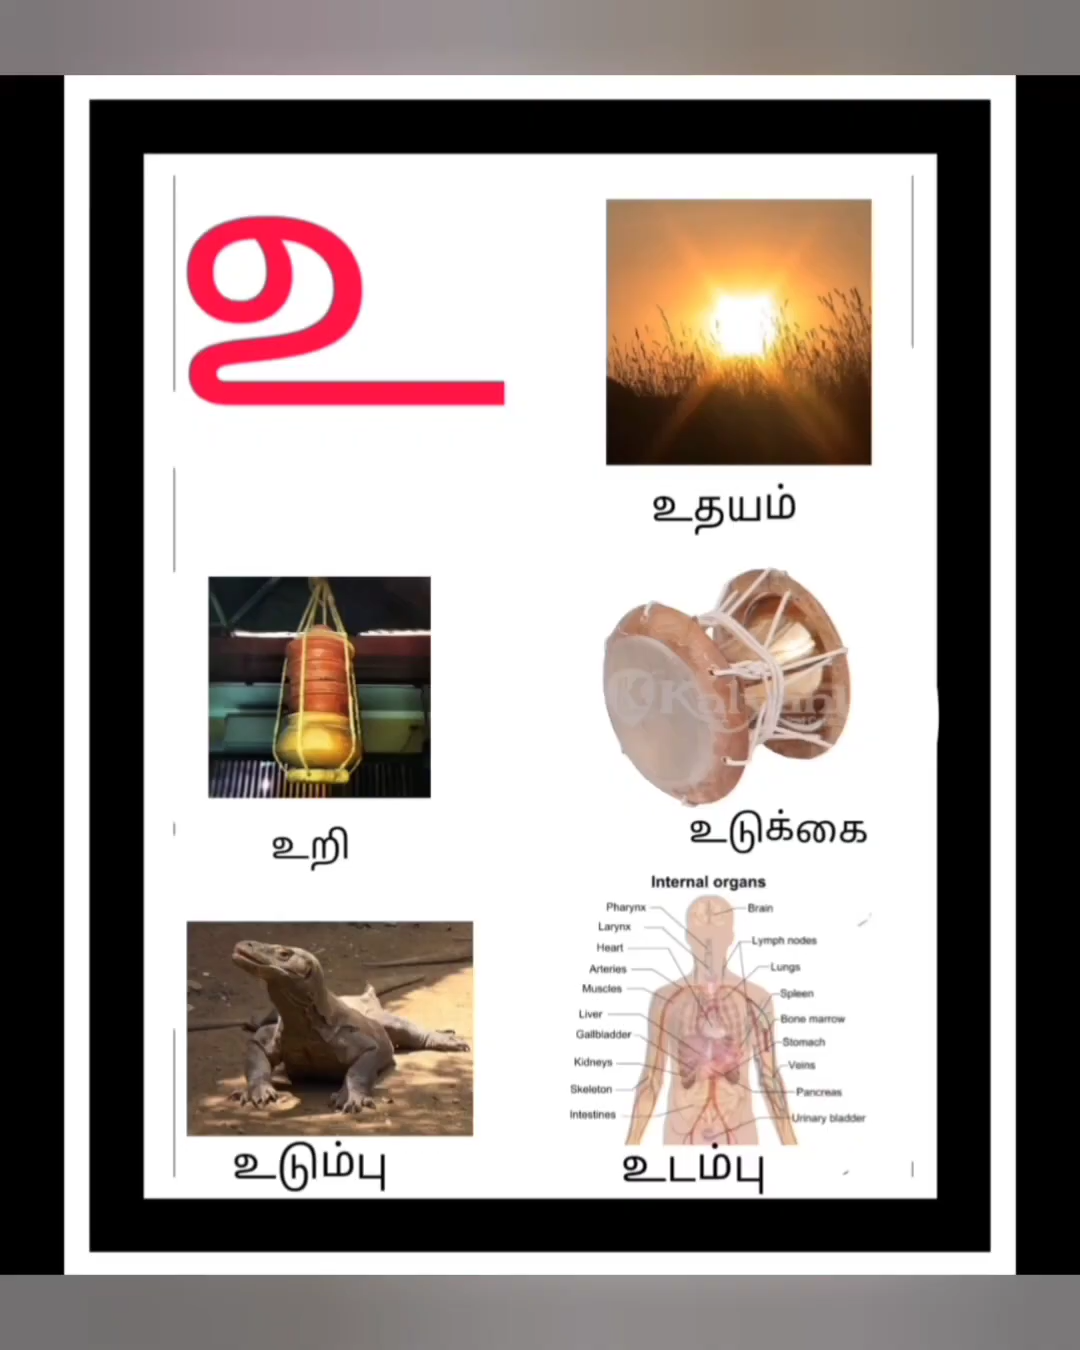 உ
உதயம்
உறி
உடுக்கை
Internal organs
Pharynx
Brain
Larynx
Lymph nodes
Heart
Lungs
Arteries
Spleen
Muscles
Bone marrow
Liver
Stomach
Gallbladder
Veins
Kidneys
Pancreas
Skeleton
Urinary bladder
Intestines
உடும்பு
உடம்பு